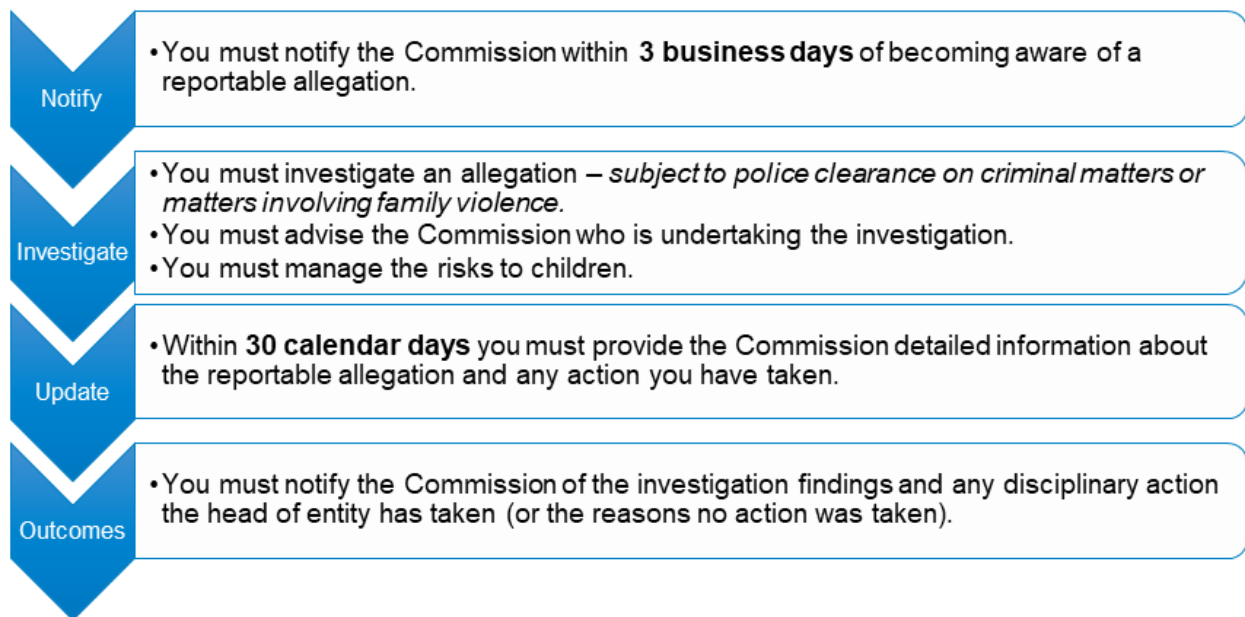 Notify
•You must notify the Commission within 3 business days of becoming aware of a
reportable allegation.
Investigate
•You must investigate an allegation – subject to police clearance on criminal matters or
matters involving family violence.
•You must advise the Commission who is undertaking the investigation.
•You must manage the risks to children.
Update
•Within 30 calendar days you must provide the Commission detailed information about
the reportable allegation and any action you have taken.
Outcomes
•You must notify the Commission of the investigation findings and any disciplinary action
the head of entity has taken (or the reasons no action was taken).